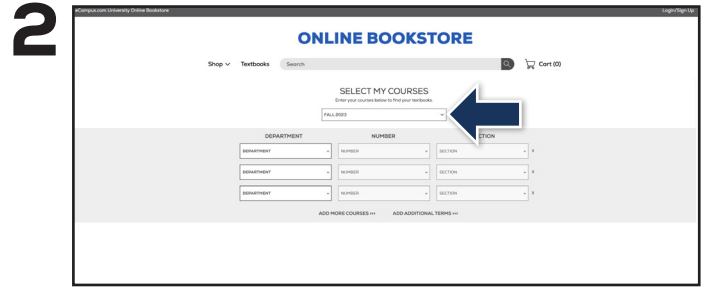 2
eCampus.com University Online Bookstore Login/Sign Up
ONLINE BOOKSTORE
Shop Textbooks Search Cart (0)
SELECT MY COURSES
Enter your courses below to find your textbooks.
FALL 2023
DEPARTMENT NUMBER CTION
DEPARTMENT NUMBER SECTION X
DEPARTMENT NUMBER SECTION X
DEPARTMENT NUMBER SECTION X
ADD MORE COURSES >>> ADD ADDITIONAL TERMS >>>